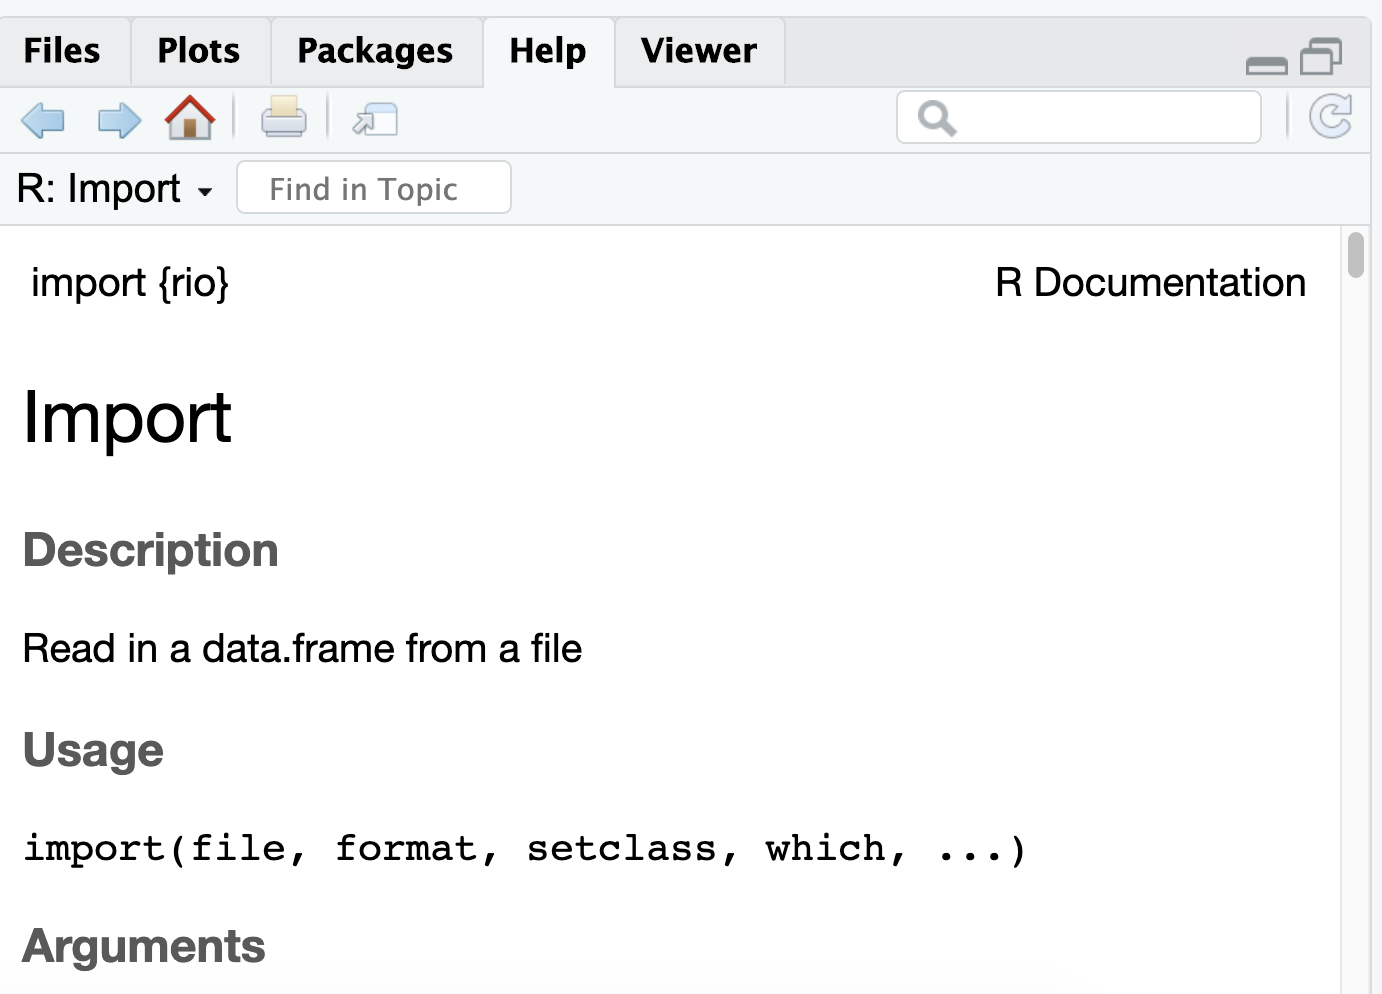 Files Plots Packages Help Viewer
R: Import Find in Topic
import {rio} R Documentation
Import
Description
Read in a data.frame from a file
Usage
import(file, format, setclass, which, ...)
Arguments